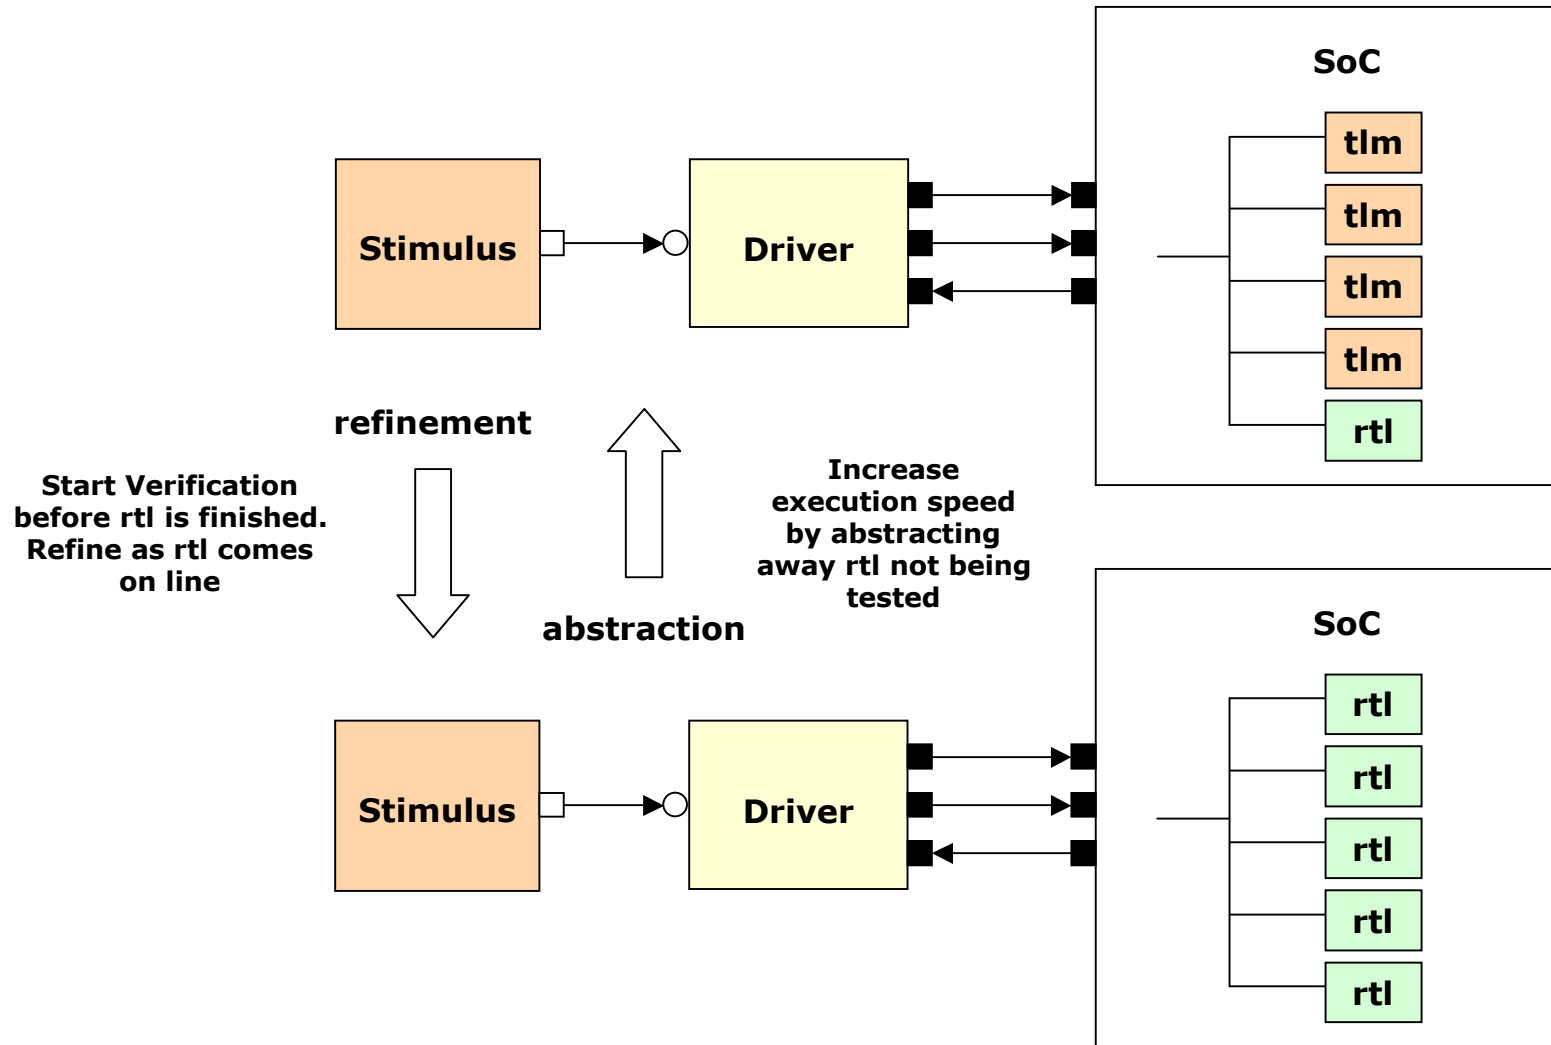 SoC
tlm
tlm
tlm
tlm
rtl
Stimulus
Driver
refinement
Start Verification
before rtl is finished.
Refine as rtl comes
on line
Increase
execution speed
by abstracting
away rtl not being
tested
abstraction
SoC
rtl
rtl
rtl
rtl
rtl
Stimulus
Driver